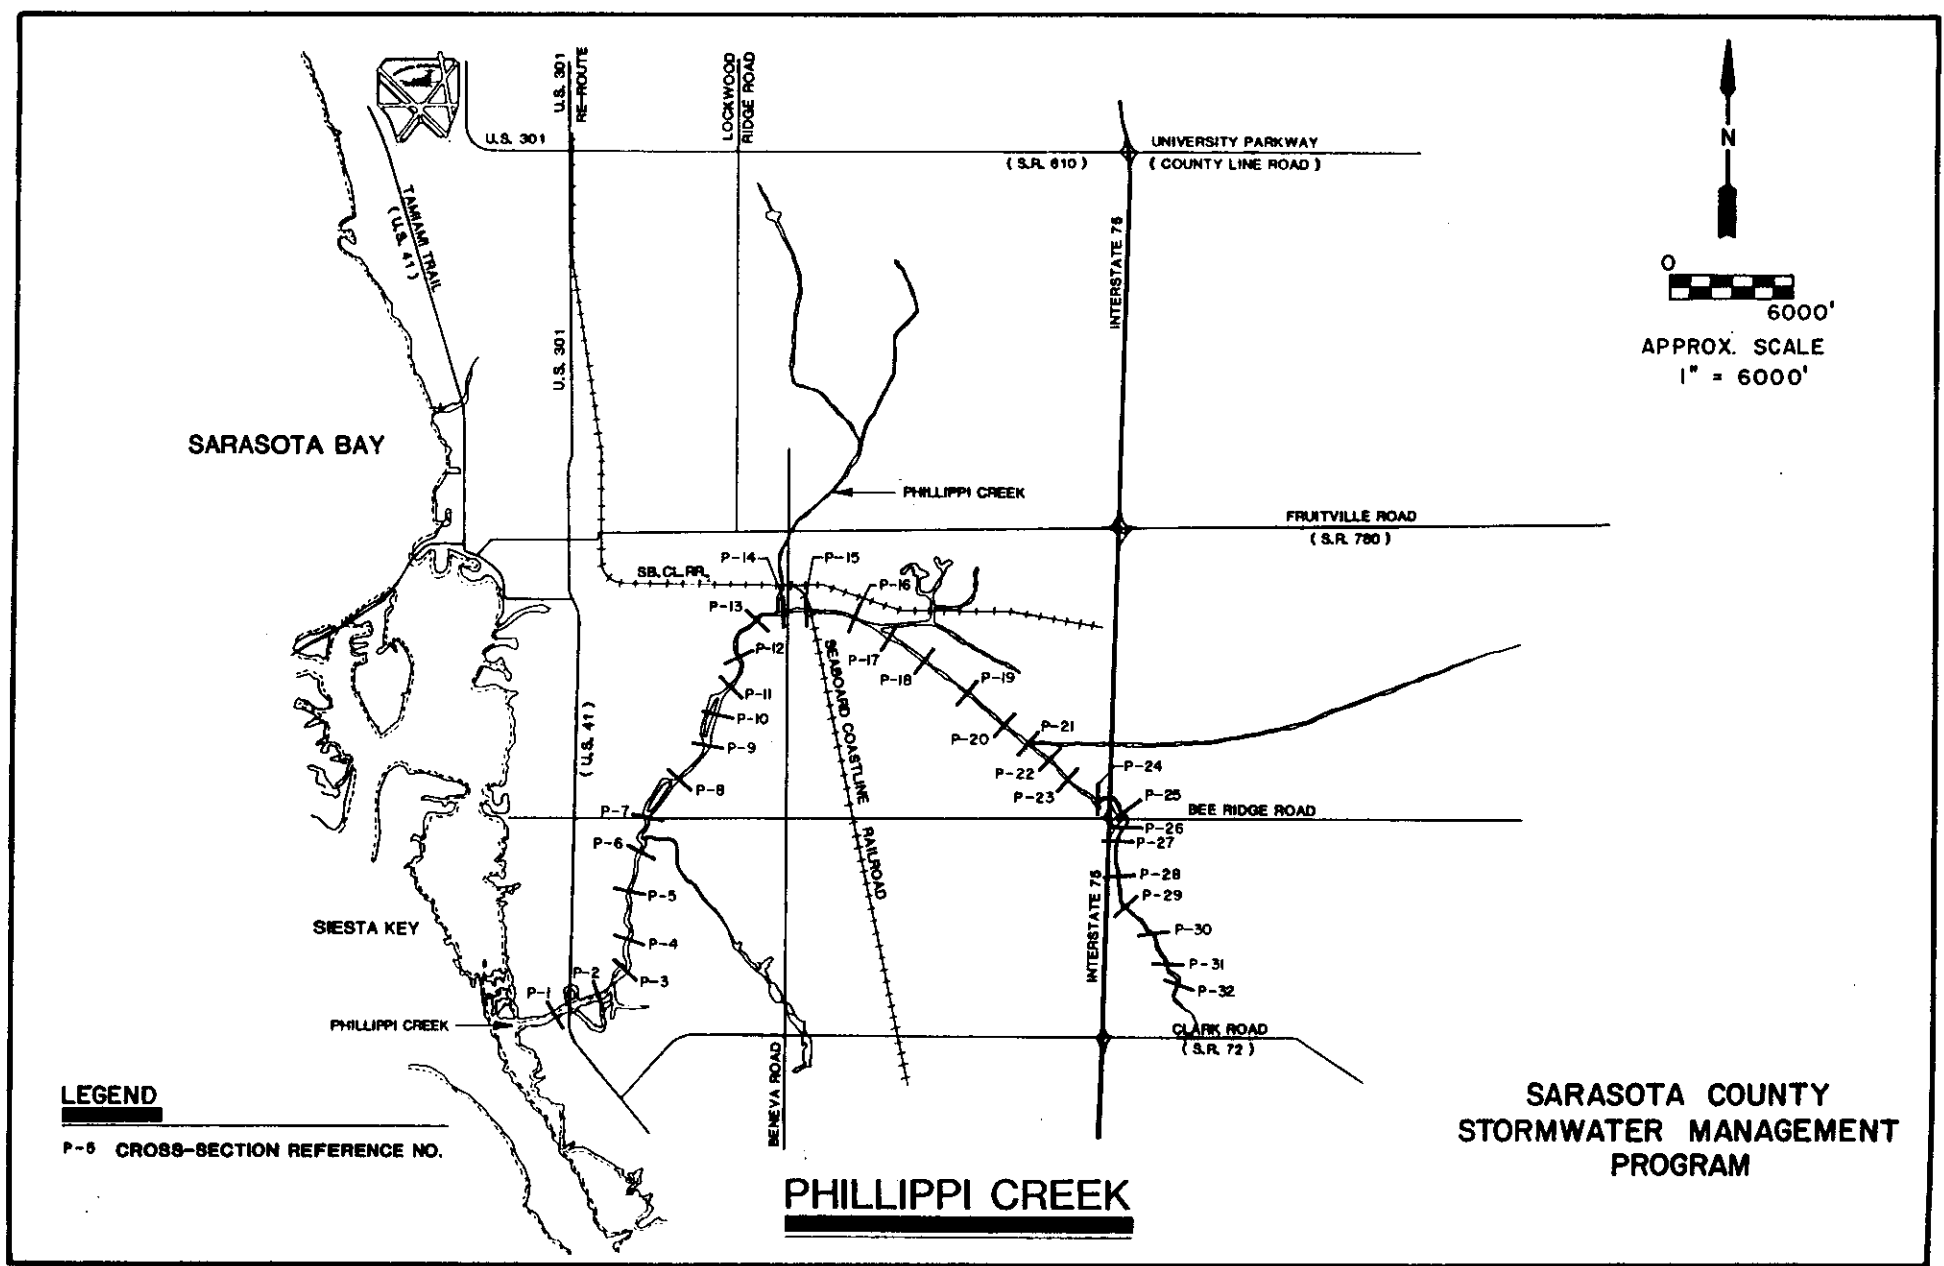 U.S. 301
RE-ROUTE
LOCKWOOD
RIDGE ROAD
U.S. 301
UNIVERSITY PARKWAY
( S.R. 610 )
( COUNTY LINE ROAD )
N
TAMIAMI TRAIL
( U.S. 41 )
INTERSTATE 75
0
6000'
APPROX. SCALE
1" = 6000'
U.S. 301
SARASOTA BAY
PHILLIPPI CREEK
FRUITVILLE ROAD
( S.R. 780 )
P-14
P-15
SB. CL. RR.
P-16
P-13
P-12
P-17
P-18
P-19
P-11
P-10
P-9
SEABOARD COASTLINE
RAILROAD
( U.S. 41 )
P-20
P-21
P-22
P-23
P-24
P-8
P-7
P-25
BEE RIDGE ROAD
P-26
P-27
P-6
P-5
P-28
P-29
INTERSTATE 75
SIESTA KEY
P-4
P-30
P-3
P-31
P-2
P-32
P-1
PHILLIPPI CREEK
CLARK ROAD
( S.R. 72 )
BENEVA ROAD
LEGEND
P-5 CROSS-SECTION REFERENCE NO.
SARASOTA COUNTY
STORMWATER MANAGEMENT
PROGRAM
PHILLIPPI CREEK